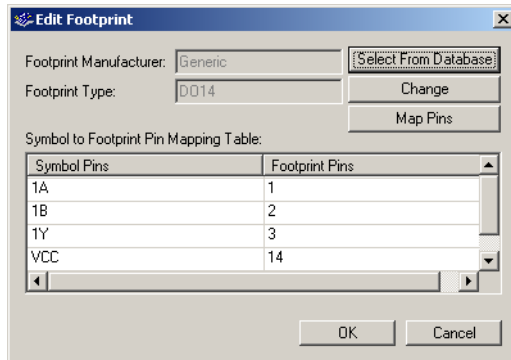 Edit Footprint
Footprint Manufacturer: Generic Select From Database
Footprint Type: DO14 Change
Map Pins
Symbol to Footprint Pin Mapping Table:
Symbol Pins Footprint Pins
1A 1
1B 2
1Y 3
VCC 14
OK Cancel